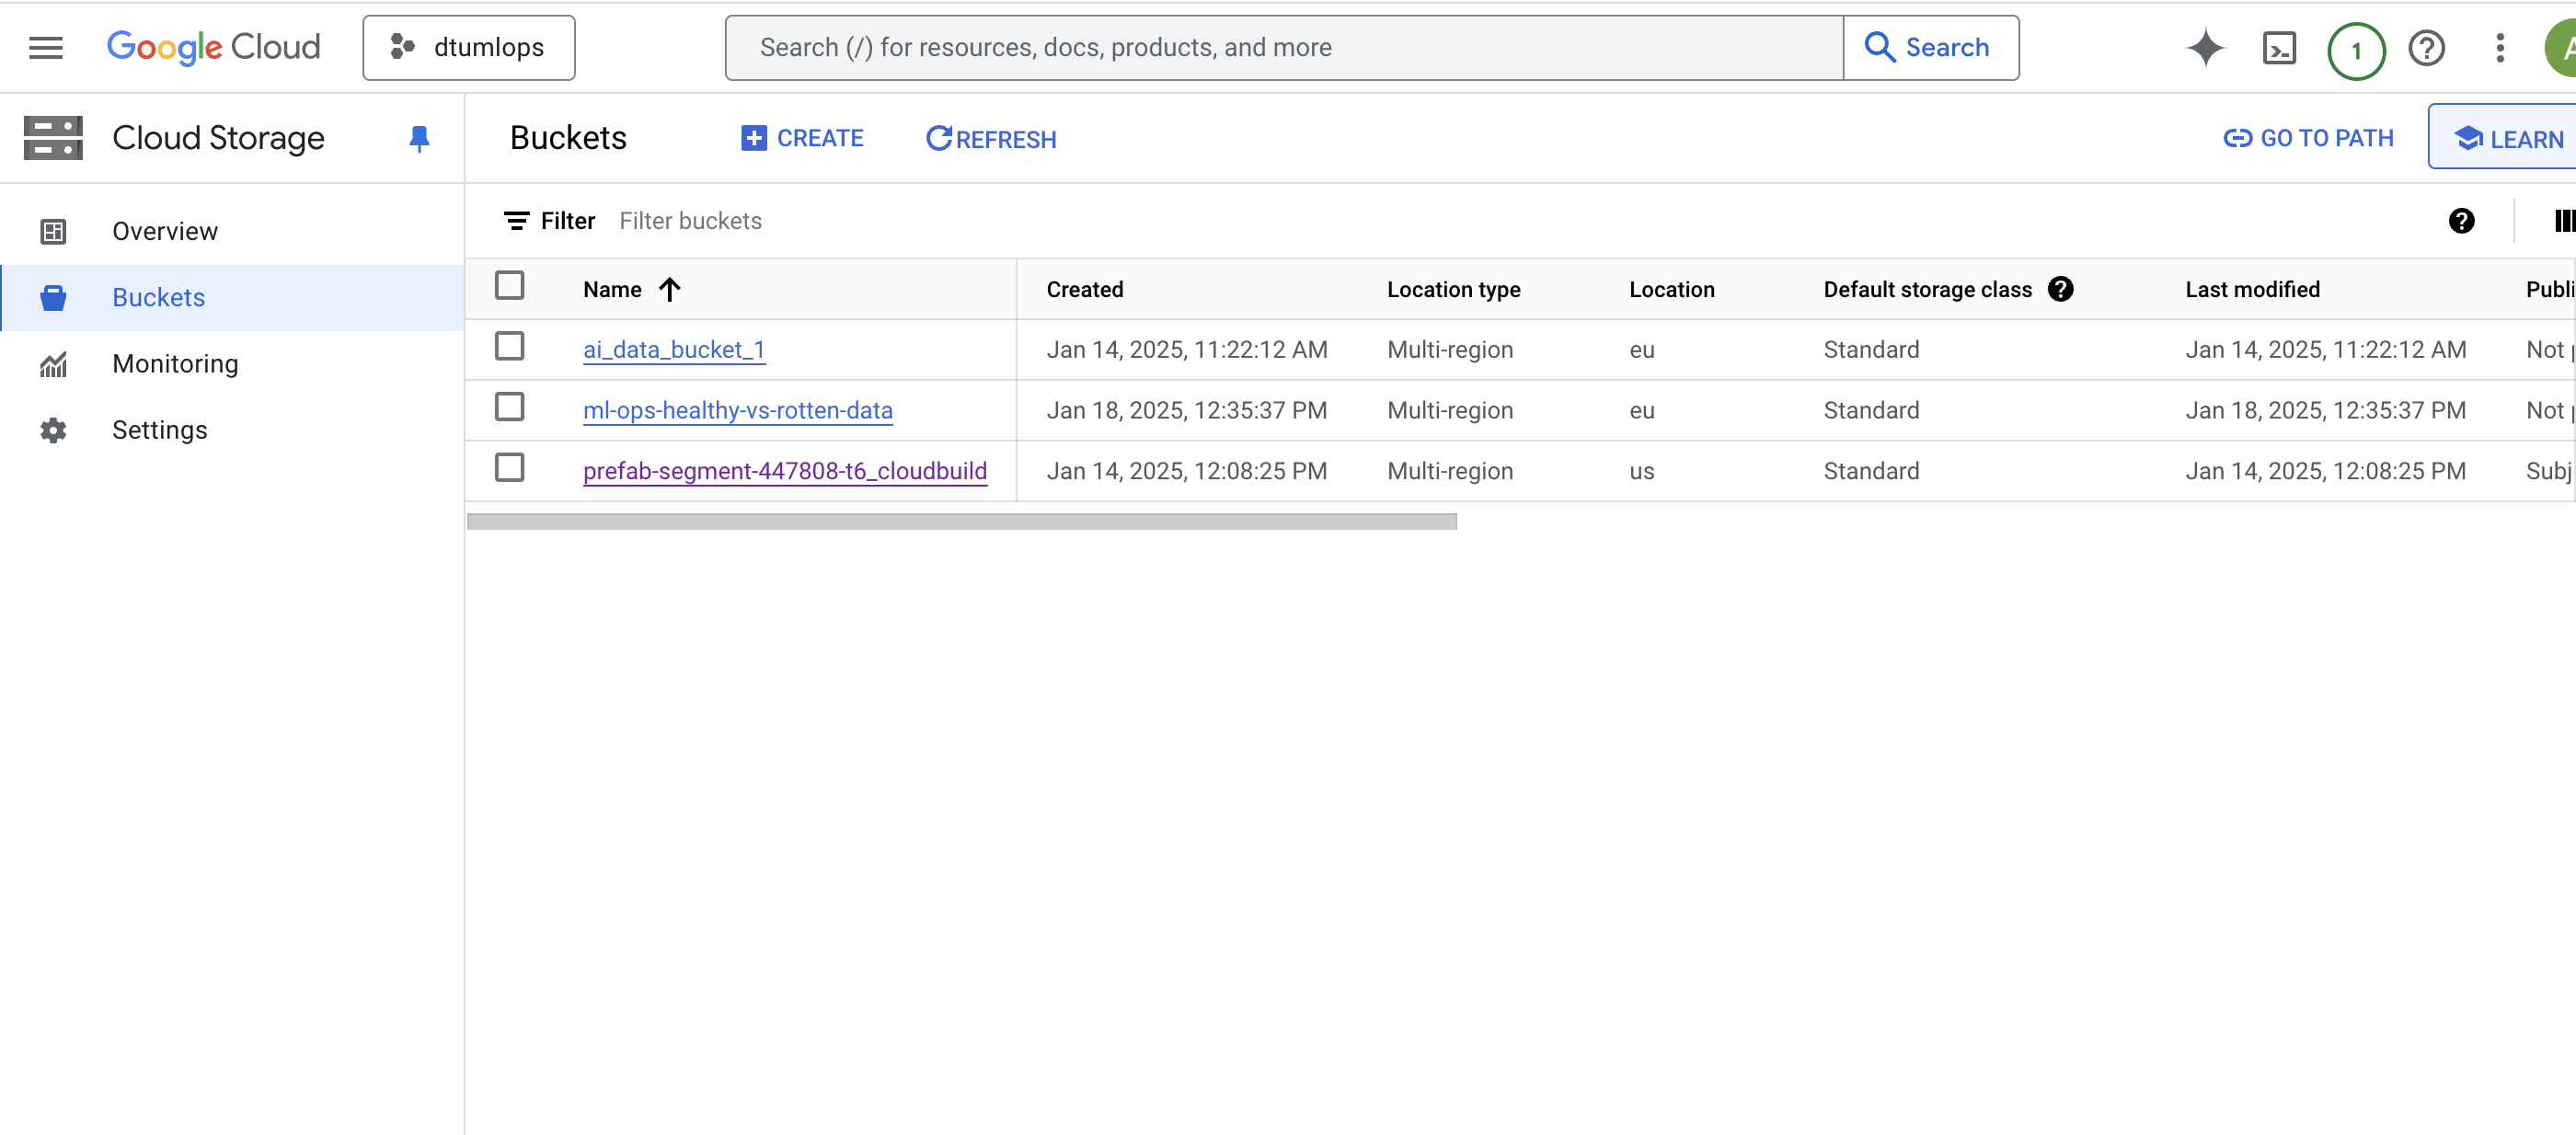 Google Cloud dtumlops Search (/) for resources, docs, products, and more Search 1
Cloud Storage Buckets CREATE REFRESH GO TO PATH LEARN
Overview
Buckets
Monitoring
Settings
Filter Filter buckets
Name Created Location type Location Default storage class Last modified Publi
ai_data_bucket_1 Jan 14, 2025, 11:22:12 AM Multi-region eu Standard Jan 14, 2025, 11:22:12 AM Not
ml-ops-healthy-vs-rotten-data Jan 18, 2025, 12:35:37 PM Multi-region eu Standard Jan 18, 2025, 12:35:37 PM Not
prefab-segment-447808-t6_cloudbuild Jan 14, 2025, 12:08:25 PM Multi-region us Standard Jan 14, 2025, 12:08:25 PM Subj